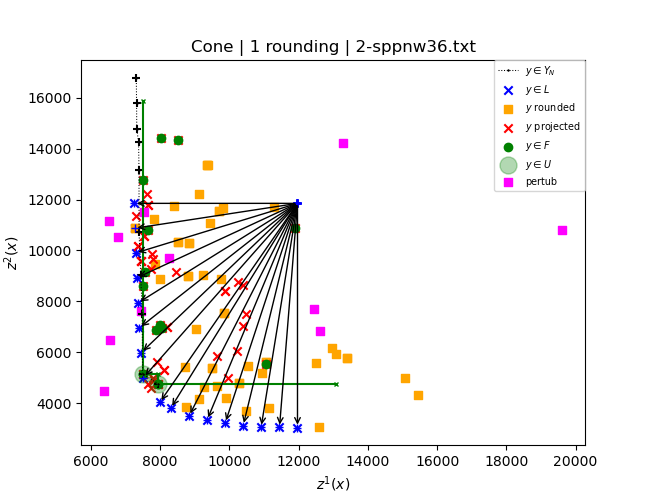 Cone | 1 rounding | 2-sppnw36.txt
y ∈ Y_N
y ∈ L
y rounded
y projected
y ∈ F
y ∈ U
pertub
16000
14000
12000
10000
8000
6000
4000
z²(x)
6000 8000 10000 12000 14000 16000 18000 20000
z¹(x)